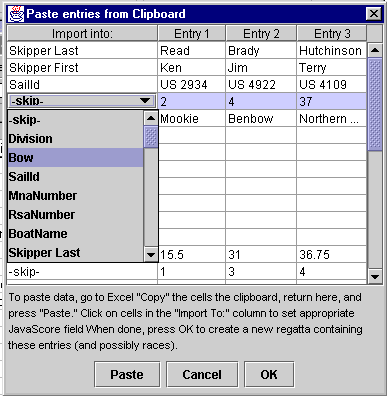 Paste entries from Clipboard
Import into: Entry 1 Entry 2 Entry 3
Skipper Last Read Brady Hutchinson
Skipper First Ken Jim Terry
SailId US 2934 US 4922 US 4109
-skip- 2 4 37
-skip- Mookie Benbow Northern ...
Division
Bow
SailId
MnaNumber
RsaNumber
BoatName
Skipper Last 15.5 31 36.75
-skip- 1 3 4
To paste data, go to Excel "Copy" the cells the clipboard, return here, and
press "Paste." Click on cells in the "Import To:" column to set appropriate
JavaScore field When done, press OK to create a new regatta containing
these entries (and possibly races).
Paste Cancel OK